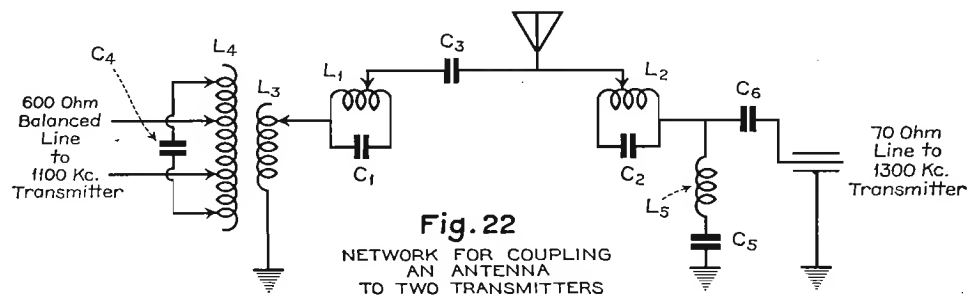 C4
L4
L3
L1
C3
L2
C6
600 Ohm
Balanced
Line
to
1100 Kc.
Transmitter
C1
C2
L5
C5
70 Ohm
Line to
1300 Kc.
Transmitter
Fig. 22
NETWORK FOR COUPLING
AN ANTENNA
TO TWO TRANSMITTERS